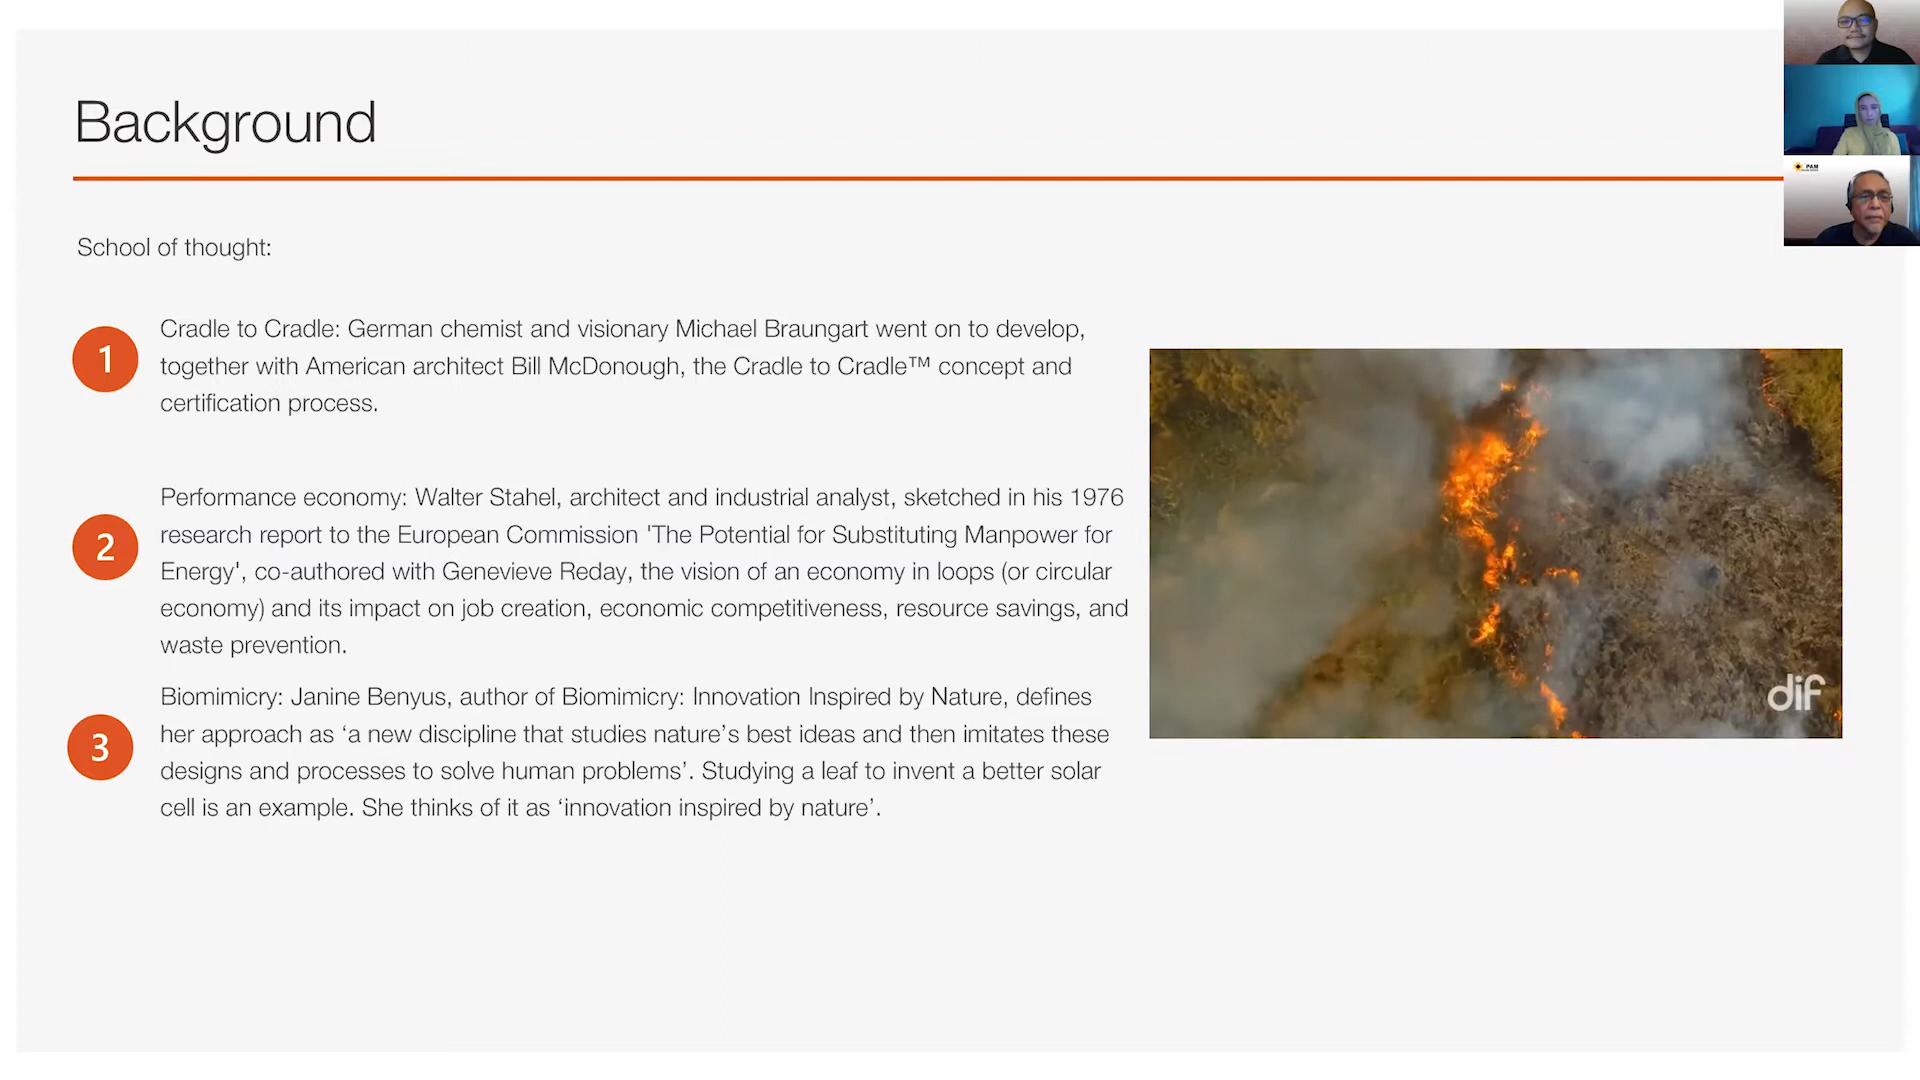 Background
PAM
School of thought:
1
Cradle to Cradle: German chemist and visionary Michael Braungart went on to develop,
together with American architect Bill McDonough, the Cradle to Cradle™ concept and
certification process.
2
Performance economy: Walter Stahel, architect and industrial analyst, sketched in his 1976
research report to the European Commission 'The Potential for Substituting Manpower for
Energy', co-authored with Genevieve Reday, the vision of an economy in loops (or circular
economy) and its impact on job creation, economic competitiveness, resource savings, and
waste prevention.
3
Biomimicry: Janine Benyus, author of Biomimicry: Innovation Inspired by Nature, defines
her approach as ‘a new discipline that studies nature’s best ideas and then imitates these
designs and processes to solve human problems’. Studying a leaf to invent a better solar
cell is an example. She thinks of it as ‘innovation inspired by nature’.
dif